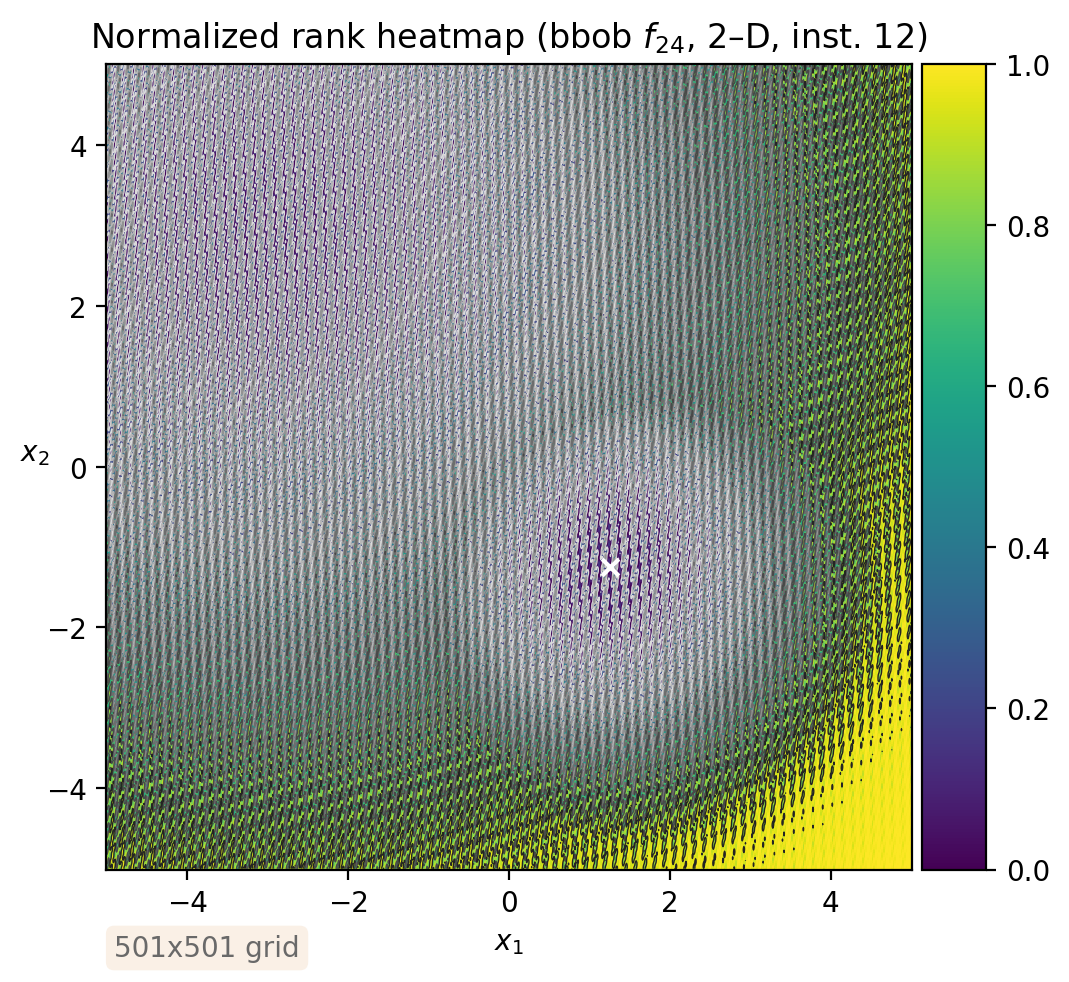 Normalized rank heatmap (bbob f24, 2–D, inst. 12)
1.0
0.8
0.6
0.4
0.2
0.0
4
2
0
−2
−4
x2
−4 −2 0 2 4
x1
501x501 grid